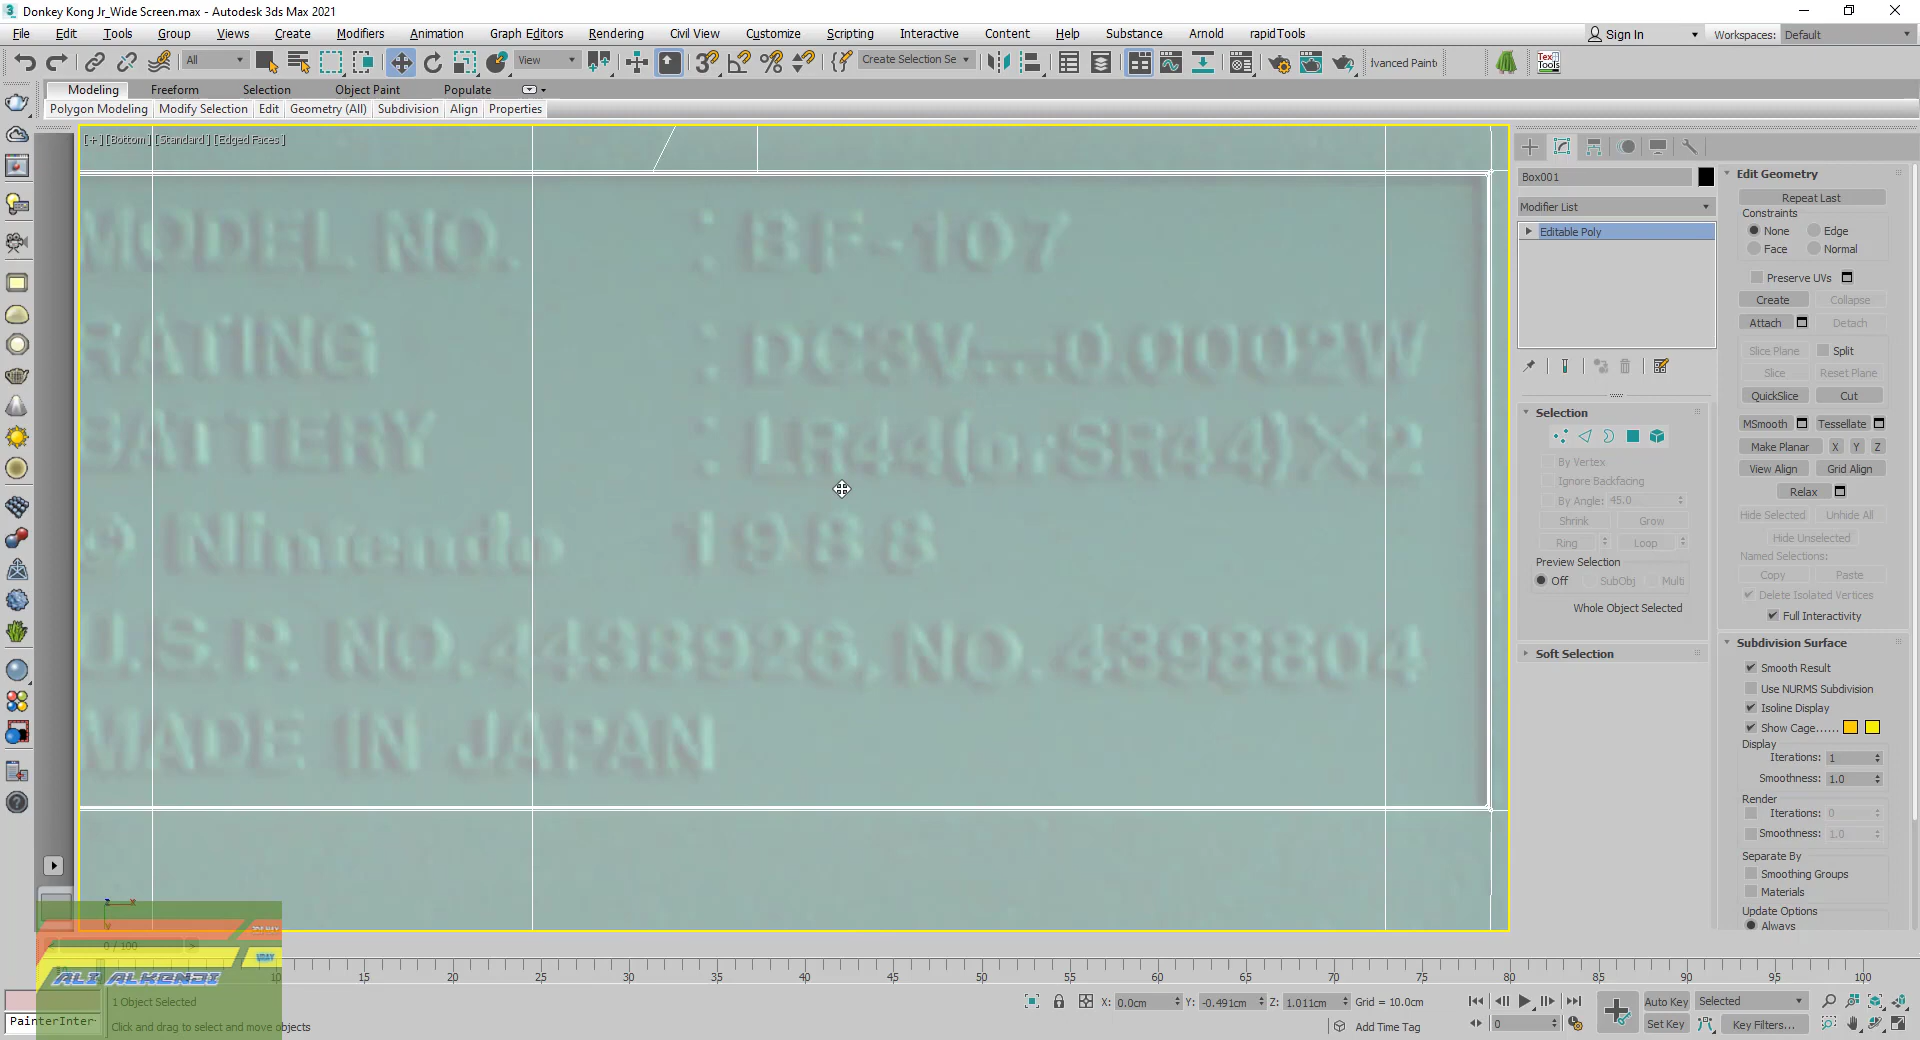 Donkey Kong Jr_Wide Screen.max - Autodesk 3ds Max 2021
File Edit Tools Group Views Create Modifiers Animation Graph Editors Rendering Civil View Customize Scripting Interactive Content Help Substance Arnold rapidTools Sign In Workspaces: Default
All View Create Selection Se Ivanced Paint
Modeling Freeform Selection Object Paint Populate
Polygon Modeling Modify Selection Edit Geometry (All) Subdivision Align Properties
[+] [Bottom] [Standard] [Edged Faces]
MODEL NO. : BF-107
RATING : DC3V...0.0002W
BATTERY : LR44(orSR44)X2
Nintendo 1988
U.S.P. NO. 4438926, NO. 4398804
MADE IN JAPAN
Box001
Modifier List
Editable Poly
Selection
By Vertex
Ignore Backfacing
By Angle: 45.0
Shrink Grow
Ring Loop
Preview Selection
Off SubObj Multi
Whole Object Selected
Soft Selection
Edit Geometry
Repeat Last
Constraints
None Edge
Face Normal
Preserve UVs
Create Collapse
Attach Detach
Slice Plane Split
Slice Reset Plane
QuickSlice Cut
MSmooth Tessellate
Make Planar X Y Z
View Align Grid Align
Relax
Hide Selected Unhide All
Hide Unselected
Named Selections:
Copy Paste
Delete Isolated Vertices
Full Interactivity
Subdivision Surface
Smooth Result
Use NURMS Subdivision
Isoline Display
Show Cage......
Display
Iterations: 1
Smoothness: 1.0
Render
Iterations: 0
Smoothness: 1.0
Separate By
Smoothing Groups
Materials
Update Options
Always
0 / 100
ALI ALKENDI
10 15 20 25 30 35 40 45 50 55 60 65 70 75 80 85 90 95 100
1 Object Selected
X: 0.0cm Y: -0.491cm Z: 1.011cm Grid = 10.0cm
Auto Key Selected
PainterInter
Click and drag to select and move objects
Add Time Tag
0
Set Key Key Filters...